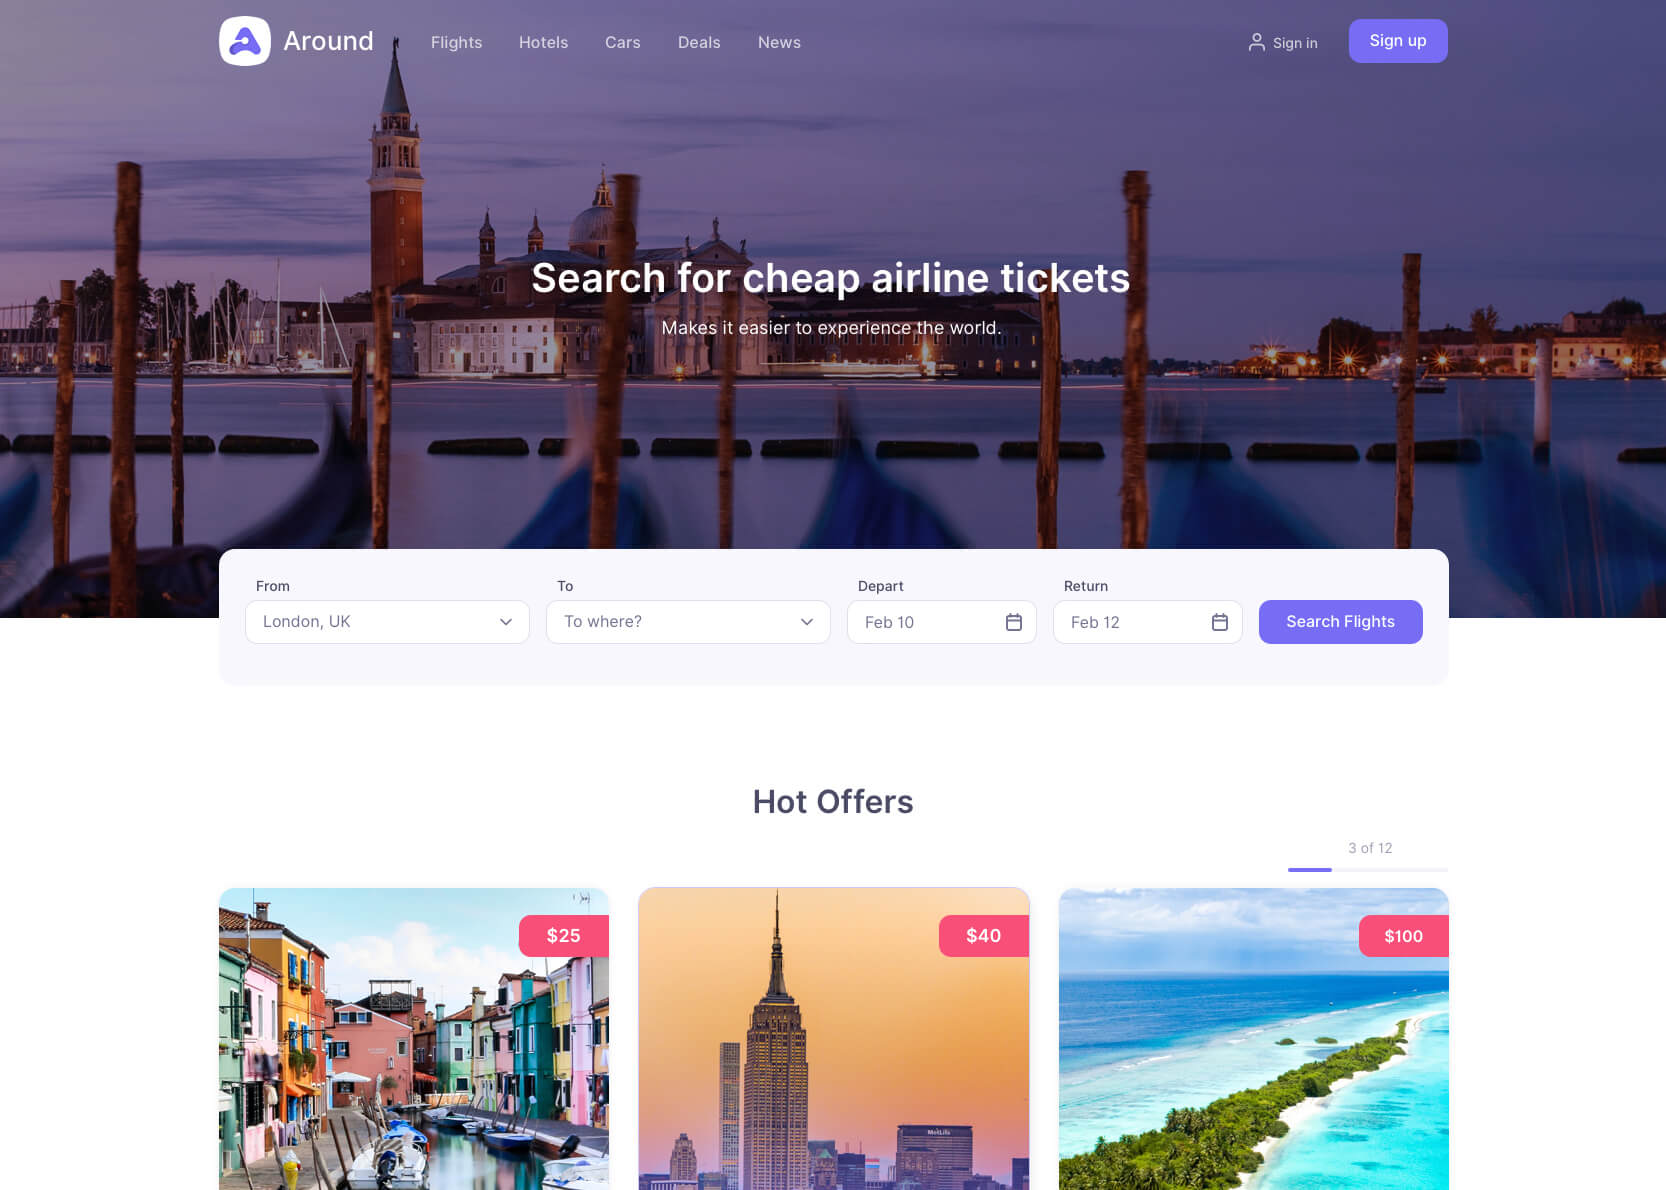 Around
Flights
Hotels
Cars
Deals
News
Sign in
Sign up
Search for cheap airline tickets
Makes it easier to experience the world.
From
To
Depart
Return
London, UK
To where?
Feb 10
Feb 12
Search Flights
Hot Offers
3 of 12
$25
$40
$100
MetLife